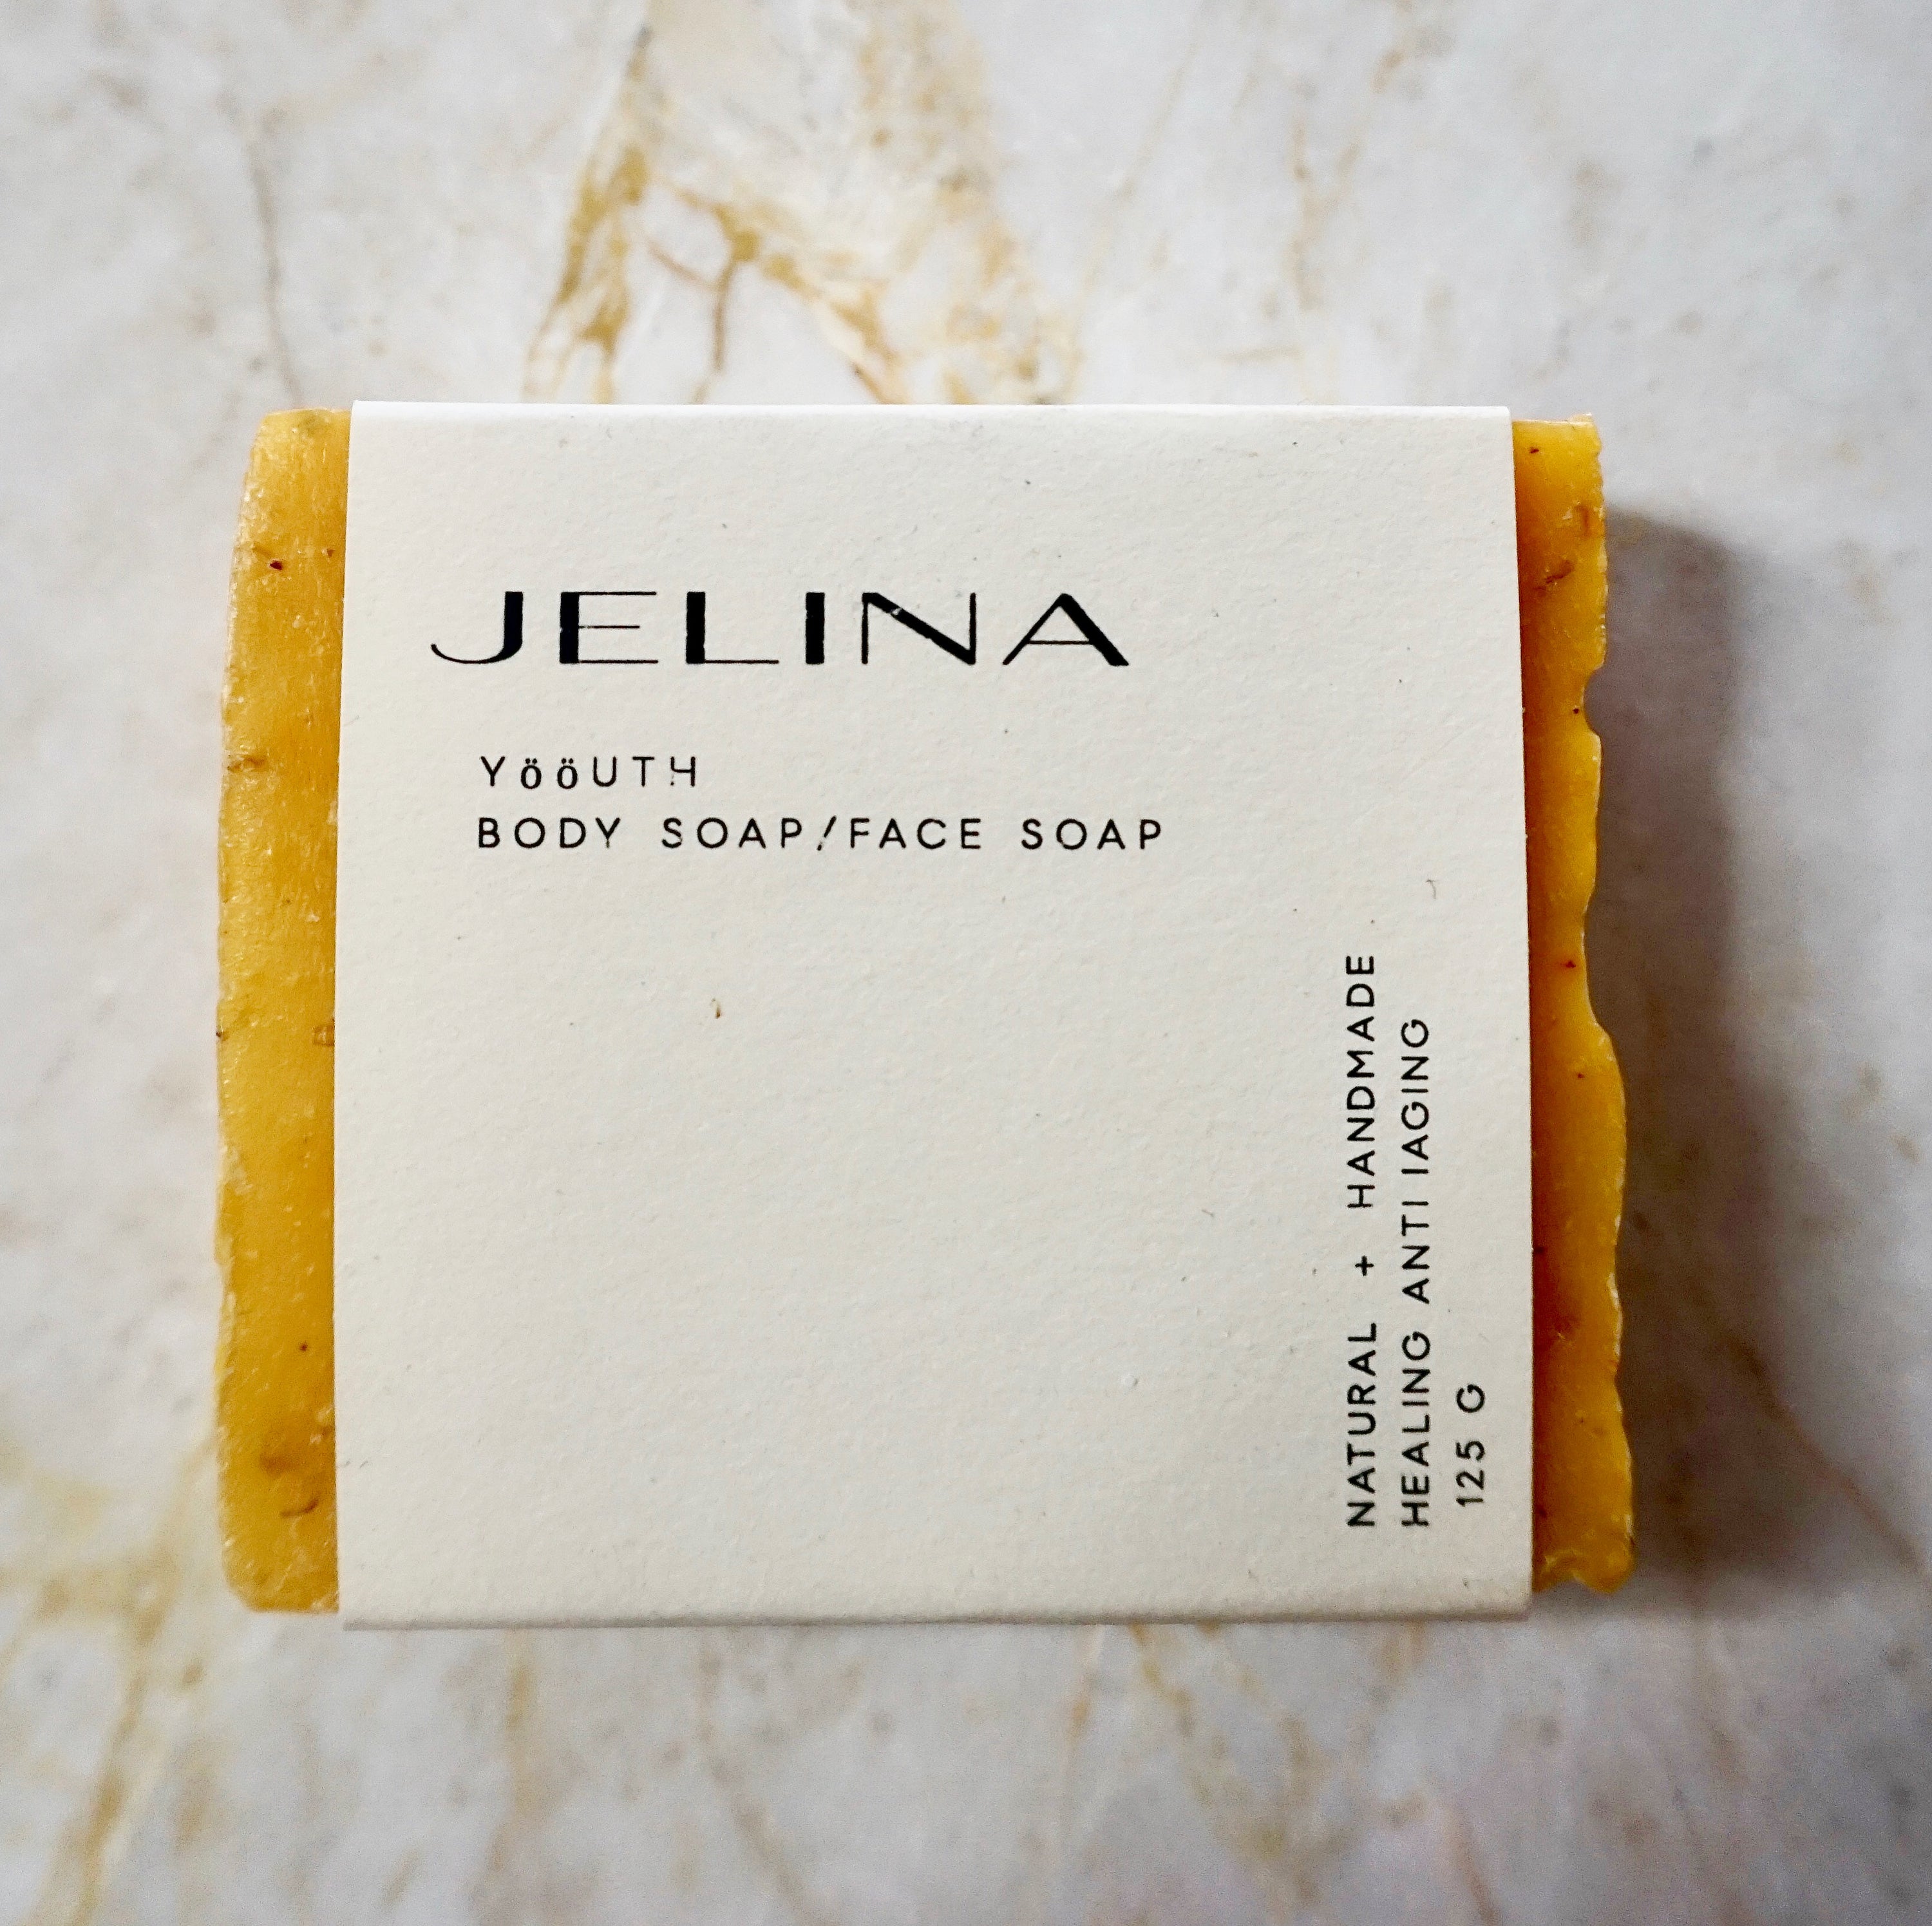 JELINA
YööUTH
BODY SOAP/FACE SOAP
NATURAL + HANDMADE
HEALING ANTI IAGING
125 G